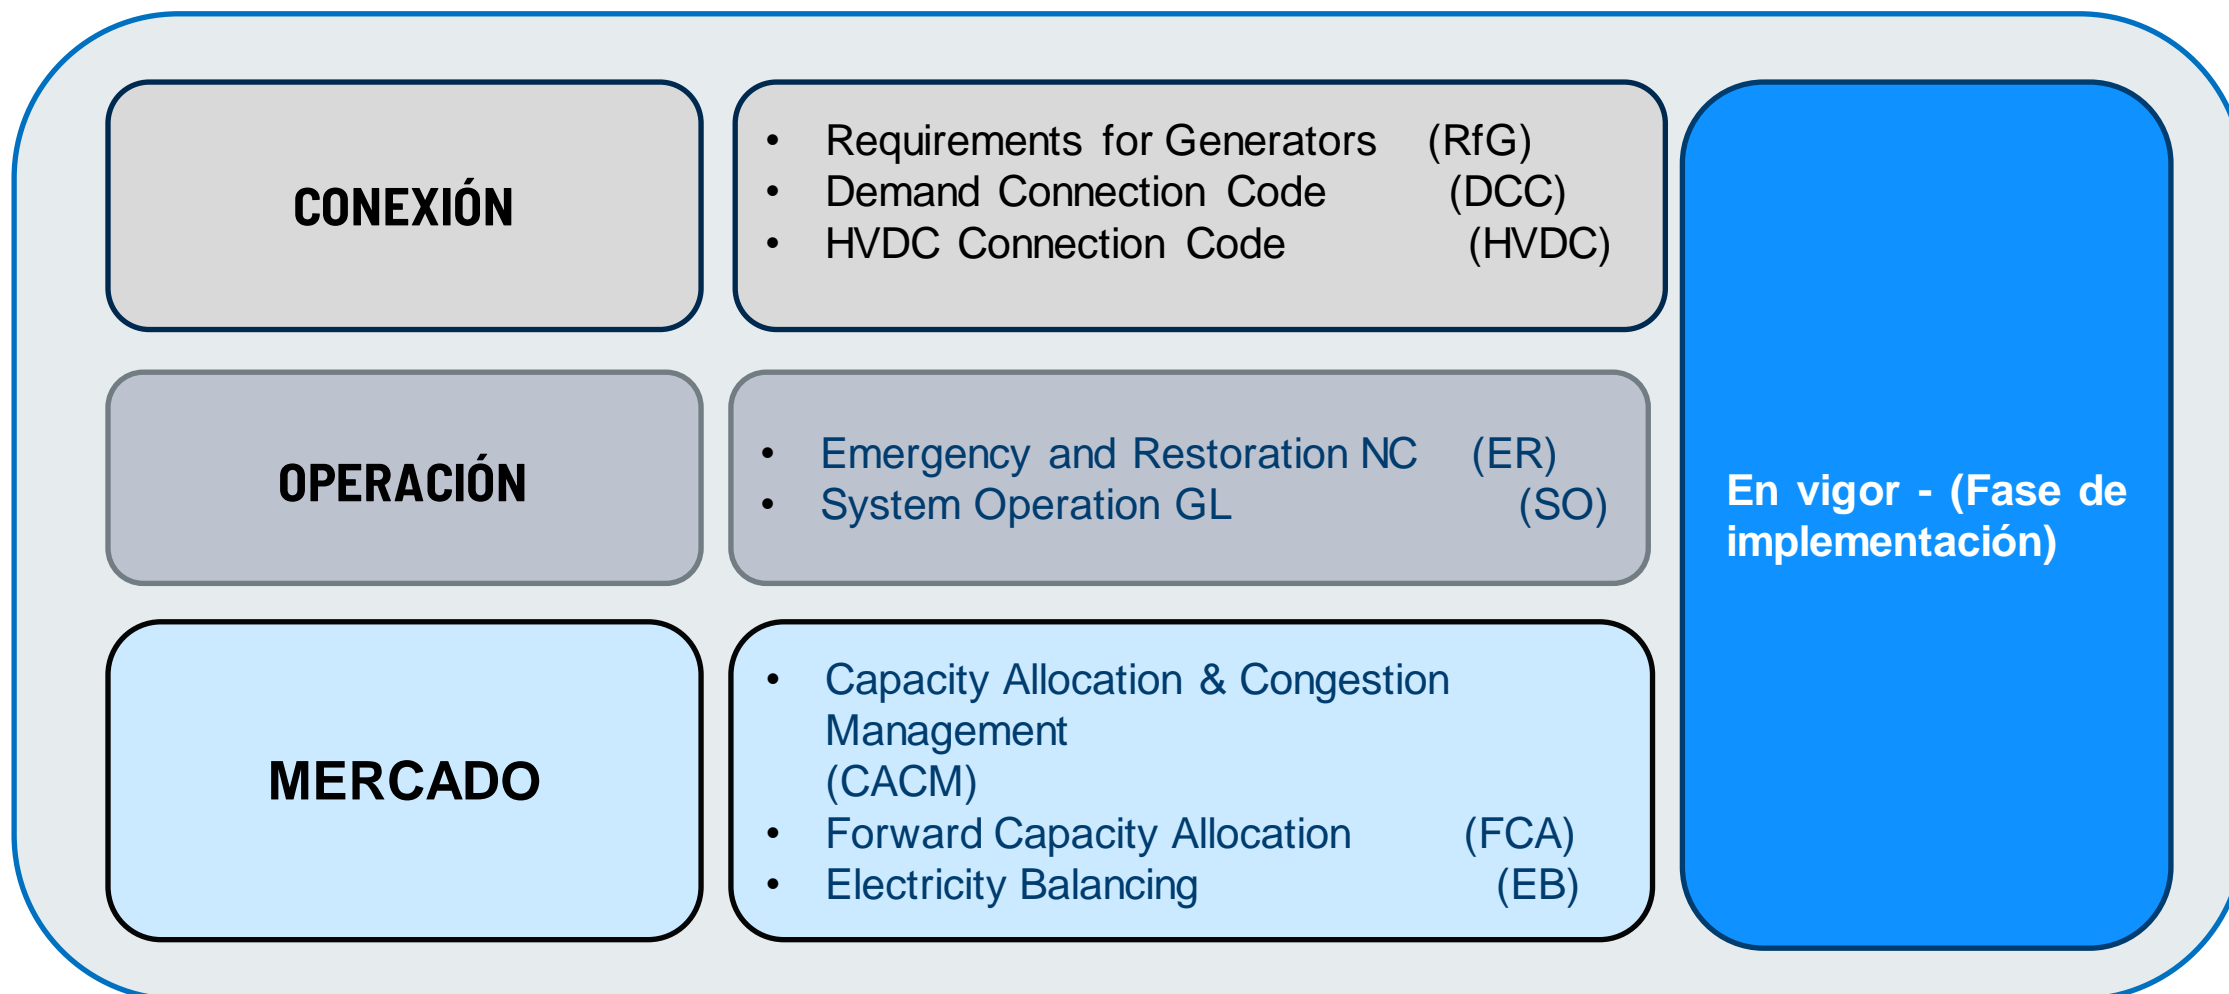 CONEXIÓN
• Requirements for Generators (RfG)
• Demand Connection Code (DCC)
• HVDC Connection Code (HVDC)
OPERACIÓN
• Emergency and Restoration NC (ER)
• System Operation GL (SO)
MERCADO
• Capacity Allocation & Congestion
Management
(CACM)
• Forward Capacity Allocation (FCA)
• Electricity Balancing (EB)
En vigor - (Fase de
implementación)